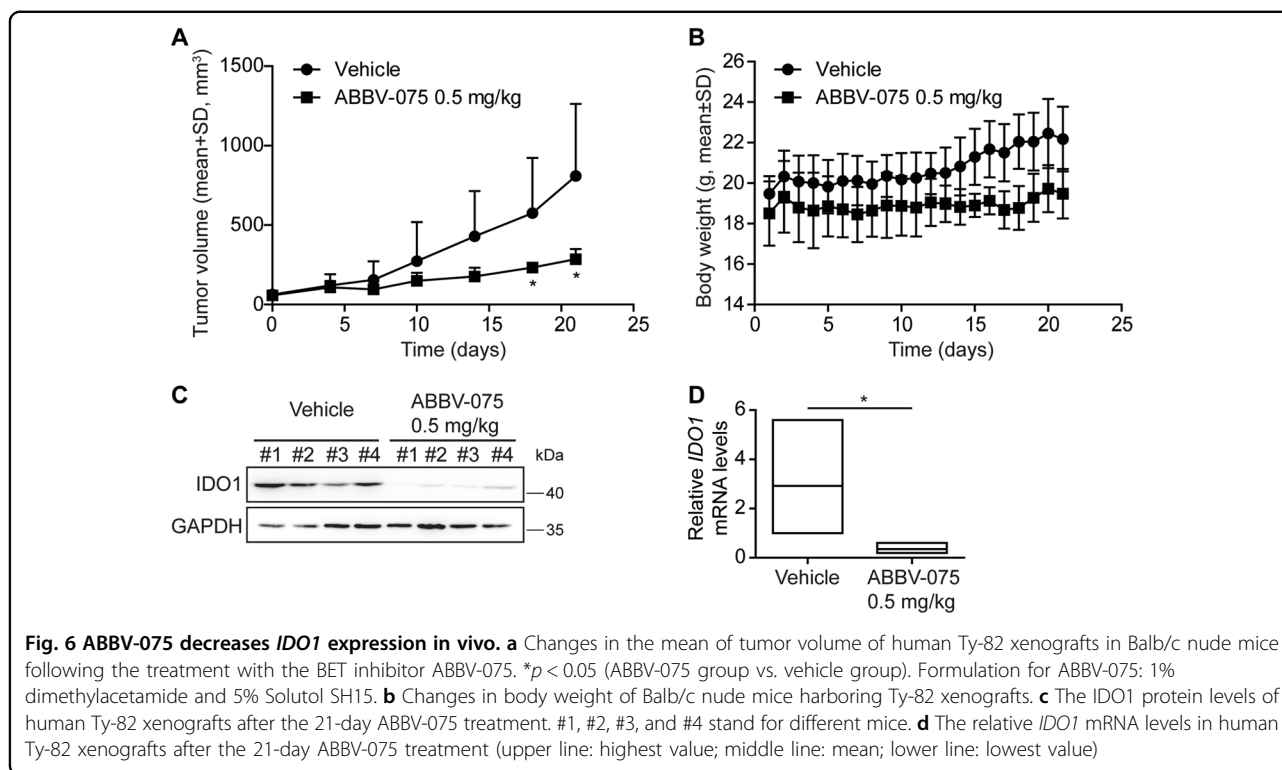 A
Tumor volume (mean+SD, mm³)
1500
1000
500
0
Vehicle
ABBV-075 0.5 mg/kg
* *
0 5 10 15 20 25
Time (days)
B
Body weight (g, mean±SD)
26
24
22
20
18
16
14
Vehicle
ABBV-075 0.5 mg/kg
0 5 10 15 20 25
Time (days)
C
Vehicle
ABBV-075
0.5 mg/kg
#1 #2 #3 #4 #1 #2 #3 #4 kDa
IDO1
40
GAPDH
35
D
Relative IDO1
mRNA levels
6
4
2
0
*
Vehicle
ABBV-075
0.5 mg/kg
Fig. 6 ABBV-075 decreases IDO1 expression in vivo. a Changes in the mean of tumor volume of human Ty-82 xenografts in Balb/c nude mice
following the treatment with the BET inhibitor ABBV-075. *p < 0.05 (ABBV-075 group vs. vehicle group). Formulation for ABBV-075: 1%
dimethylacetamide and 5% Solutol SH15. b Changes in body weight of Balb/c nude mice harboring Ty-82 xenografts. c The IDO1 protein levels of
human Ty-82 xenografts after the 21-day ABBV-075 treatment. #1, #2, #3, and #4 stand for different mice. d The relative IDO1 mRNA levels in human
Ty-82 xenografts after the 21-day ABBV-075 treatment (upper line: highest value; middle line: mean; lower line: lowest value)